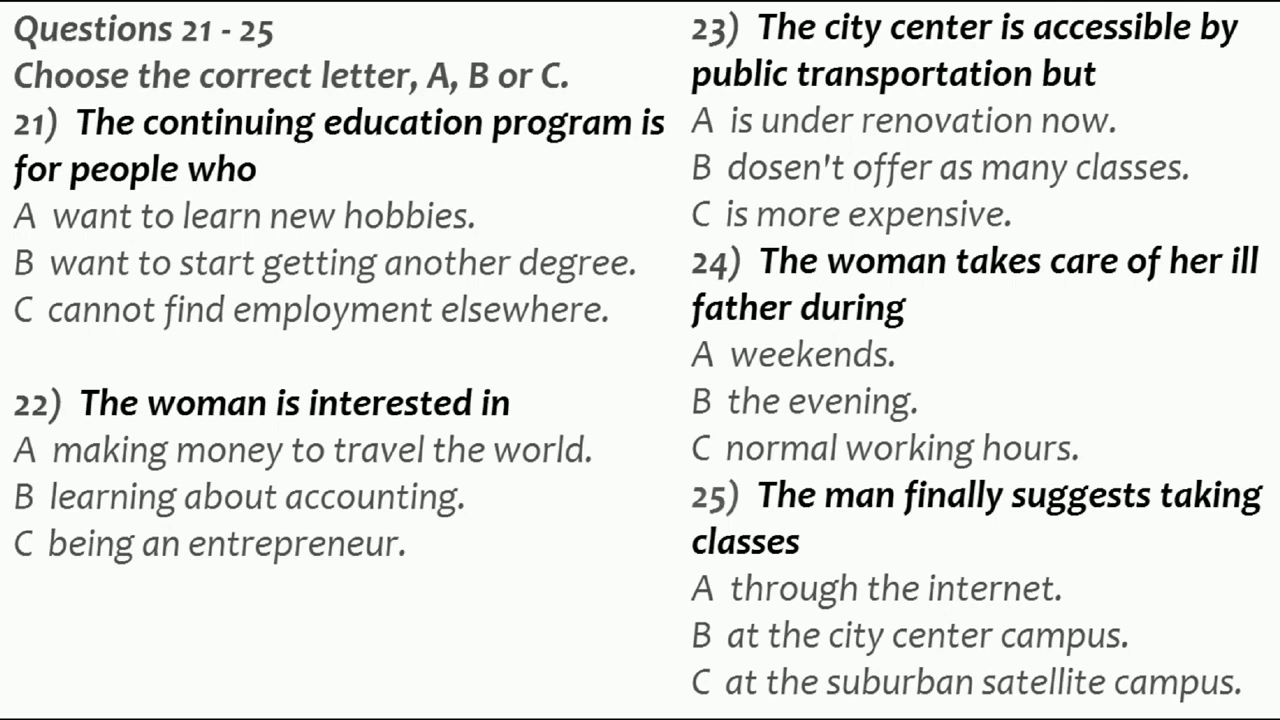 Questions 21 - 25
Choose the correct letter, A, B or C.
21) The continuing education program is
for people who
A want to learn new hobbies.
B want to start getting another degree.
C cannot find employment elsewhere.
22) The woman is interested in
A making money to travel the world.
B learning about accounting.
C being an entrepreneur.
23) The city center is accessible by
public transportation but
A is under renovation now.
B dosen't offer as many classes.
C is more expensive.
24) The woman takes care of her ill
father during
A weekends.
B the evening.
C normal working hours.
25) The man finally suggests taking
classes
A through the internet.
B at the city center campus.
C at the suburban satellite campus.